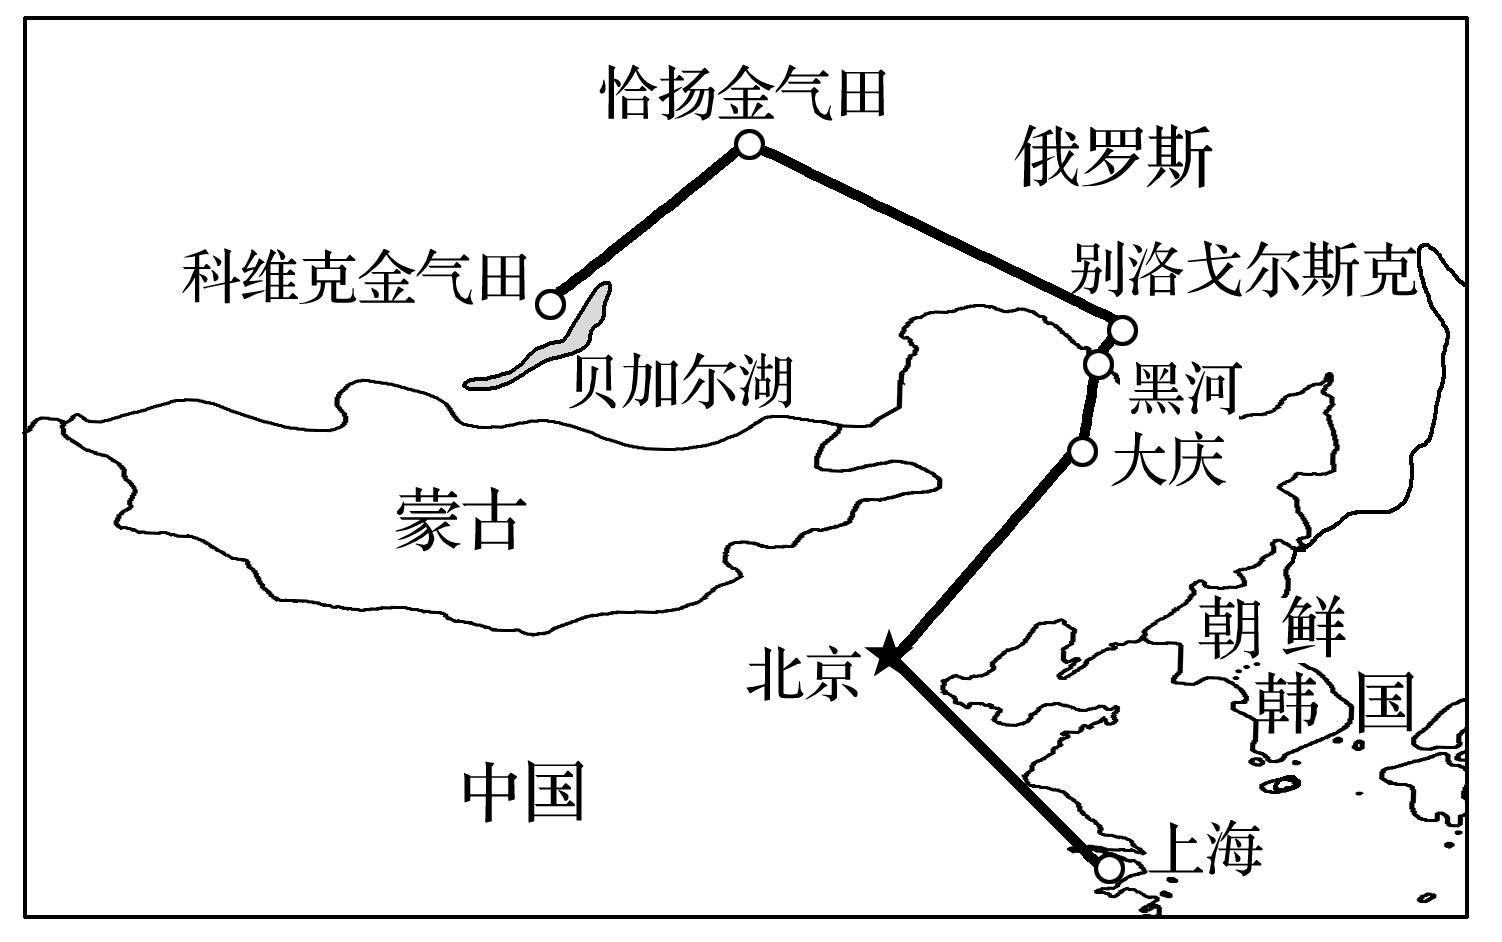 恰扬金气田
俄罗斯
科维克金气田
别洛戈尔斯克
贝加尔湖
黑河
大庆
蒙古
朝鲜
北京
韩国
中国
上海